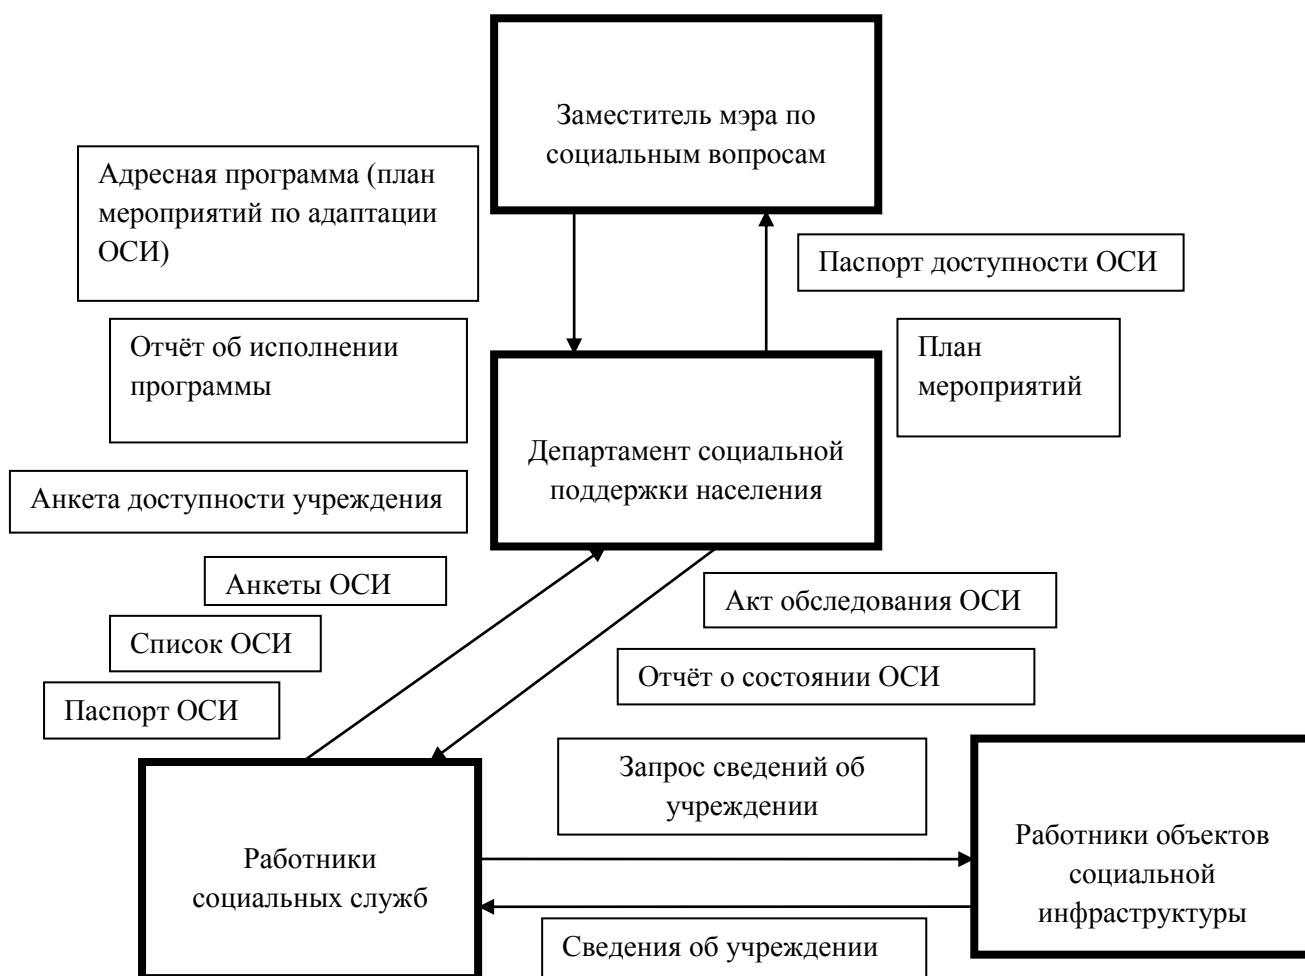 Заместитель мэра по
социальным вопросам
Адресная программа (план
мероприятий по адаптации
ОСИ)
Паспорт доступности ОСИ
Отчёт об исполнении
программы
План
мероприятий
Департамент социальной
поддержки населения
Анкета доступности учреждения
Анкеты ОСИ
Акт обследования ОСИ
Список ОСИ
Отчёт о состоянии ОСИ
Паспорт ОСИ
Запрос сведений об
учреждении
Работники
социальных служб
Работники объектов
социальной
инфраструктуры
Сведения об учреждении